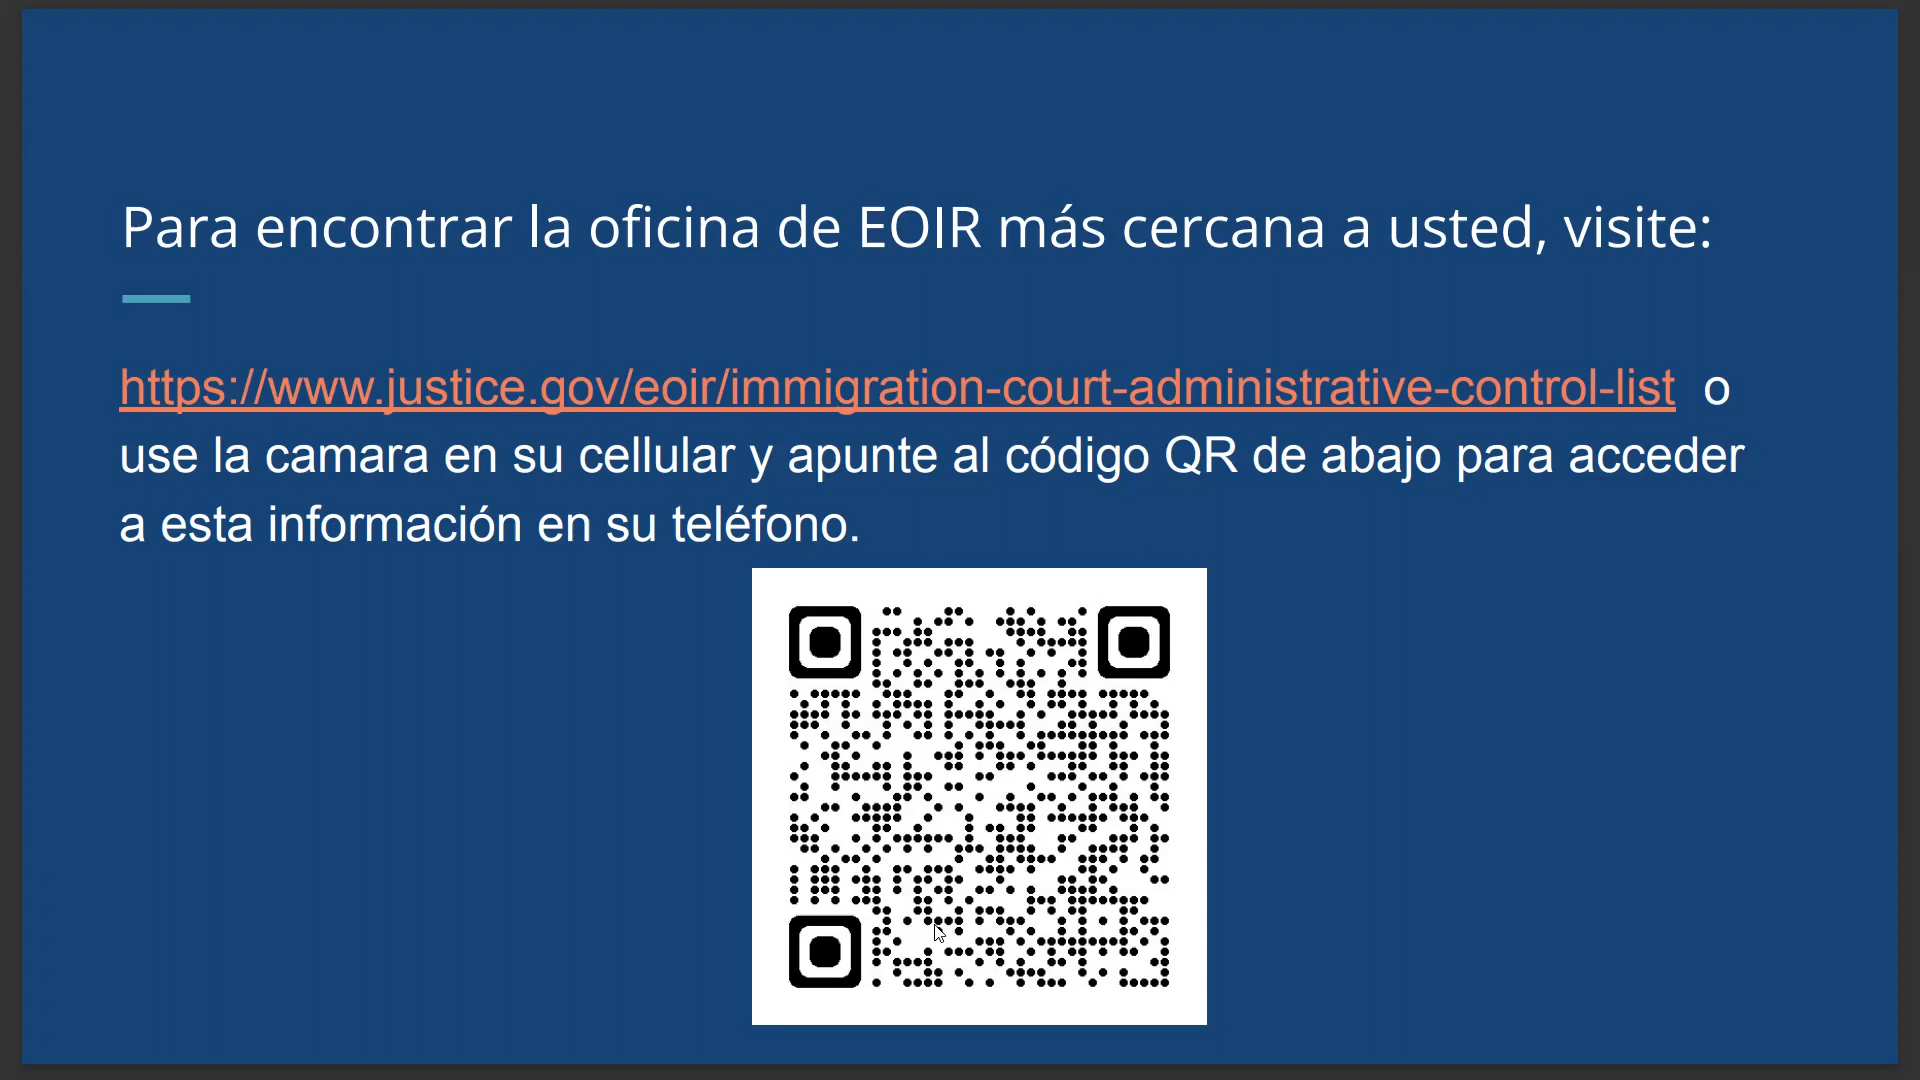 Para encontrar la oficina de EOIR más cercana a usted, visite:
https://www.justice.gov/eoir/immigration-court-administrative-control-list o
use la camara en su cellular y apunte al código QR de abajo para acceder
a esta información en su teléfono.